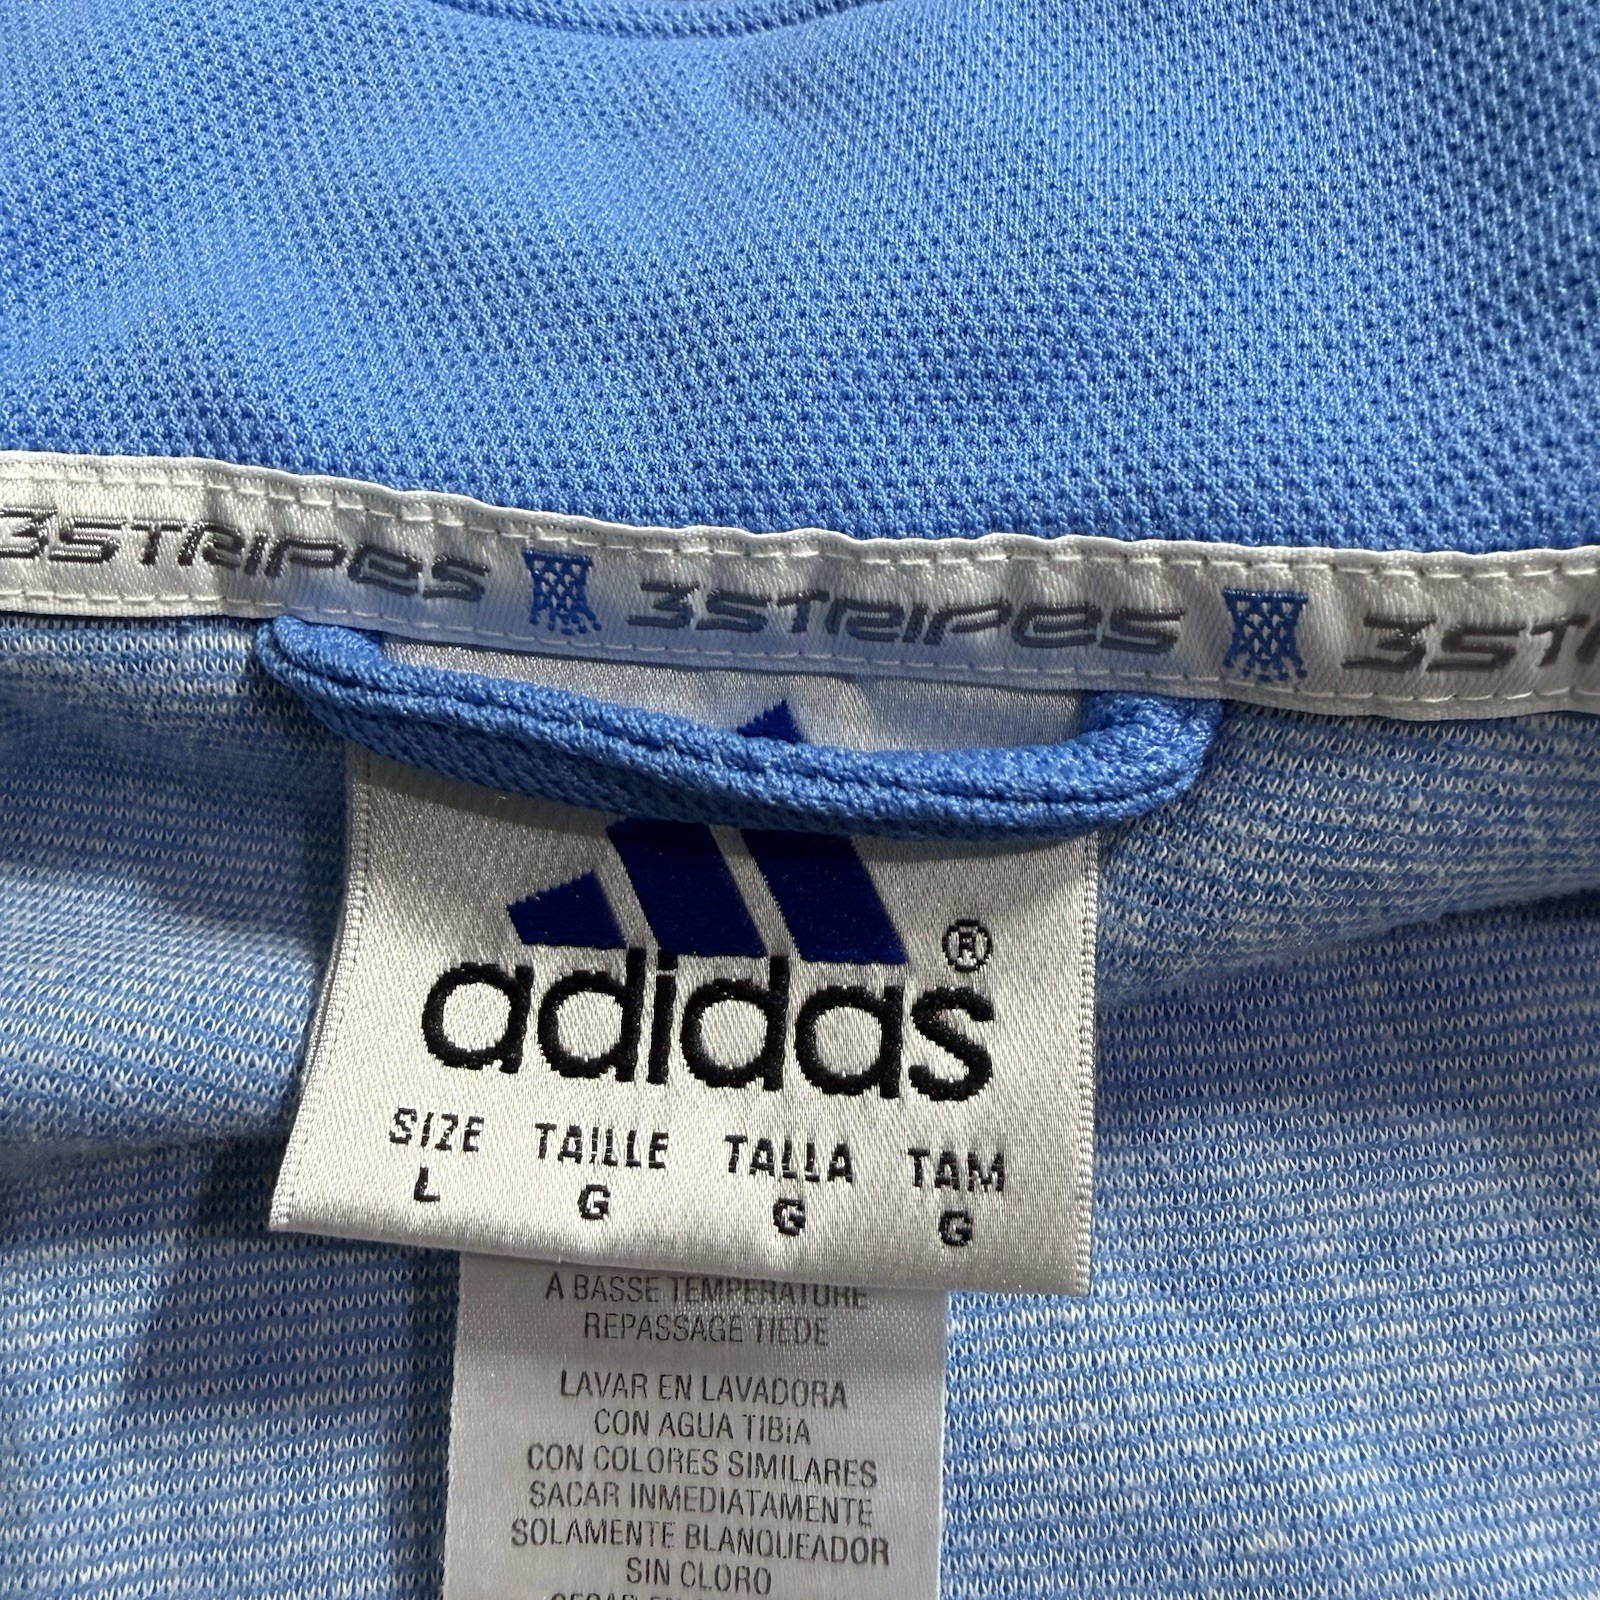 3STRIPES 3STRIPES 3ST
adidas ®
SIZE TAILLE TALLA TAM
L G G G
A BASSE TEMPERATURE
REPASSAGE TIEDE
LAVAR EN LAVADORA
CON AGUA TIBIA
CON COLORES SIMILARES
SACAR INMEDIATAMENTE
SOLAMENTE BLANQUEADOR
SIN CLORO